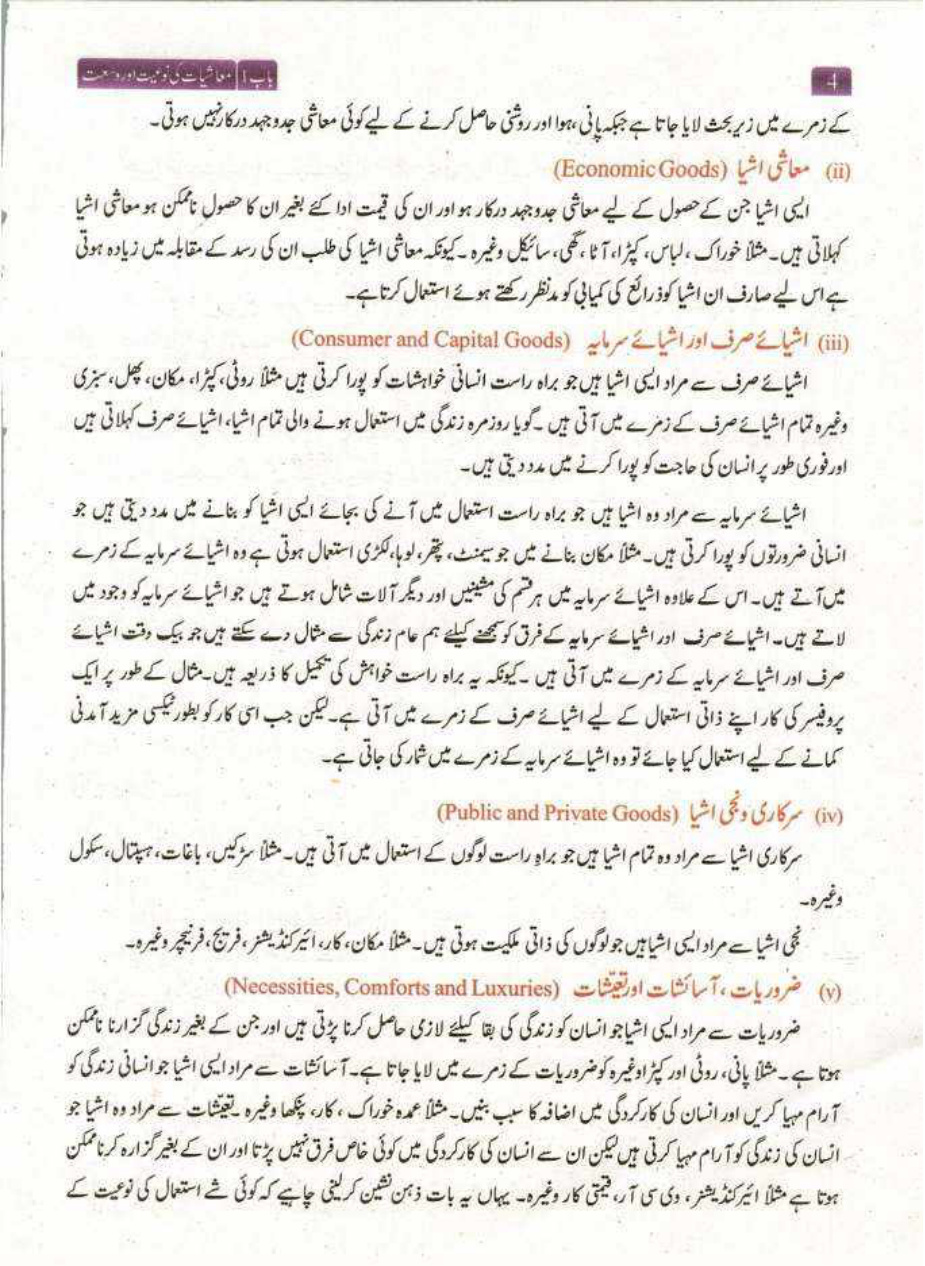 باب 1 معاشیات کی نوعیت اور وسعت
4
کے زمرے میں زیر بحث لایا جاتا ہے جبکہ پانی، ہوا اور روشنی حاصل کرنے کے لیے کوئی معاشی جدوجہد درکار نہیں ہوتی۔
(ii) معاشی اشیا (Economic Goods)
ایسی اشیا جن کے حصول کے لیے معاشی جدوجہد درکار ہو اور ان کی قیمت ادا کئے بغیر ان کا حصول ناممکن ہو معاشی اشیا
کہلاتی ہیں۔ مثلاً خوراک، لباس، کپڑا، آٹا، گھی، سائیکل وغیرہ۔ کیونکہ معاشی اشیا کی طلب ان کی رسد کے مقابلہ میں زیادہ ہوتی
ہے اس لیے صارف ان اشیا کو ذرائع کی کمیابی کو مدنظر رکھتے ہوئے استعمال کرتا ہے۔
(iii) اشیائے صرف اور اشیائے سرمایہ (Consumer and Capital Goods)
اشیائے صرف سے مراد ایسی اشیا ہیں جو براہ راست انسانی خواہشات کو پورا کرتی ہیں مثلاً روٹی، کپڑا، مکان، پھل، سبزی
وغیرہ تمام اشیائے صرف کے زمرے میں آتی ہیں۔ گویا روزمرہ زندگی میں استعمال ہونے والی تمام اشیا، اشیائے صرف کہلاتی ہیں
اور فوری طور پر انسان کی حاجت کو پورا کرنے میں مدد دیتی ہیں۔
اشیائے سرمایہ سے مراد وہ اشیا ہیں جو براہ راست استعمال میں آنے کی بجائے ایسی اشیا کو بنانے میں مدد دیتی ہیں جو
انسانی ضرورتوں کو پورا کرتی ہیں۔ مثلاً مکان بنانے میں جو سیمنٹ، پتھر، لوہا، لکڑی استعمال ہوتی ہے وہ اشیائے سرمایہ کے زمرے
میں آتے ہیں۔ اس کے علاوہ اشیائے سرمایہ میں ہر قسم کی مشینیں اور دیگر آلات شامل ہوتے ہیں جو اشیائے سرمایہ کو وجود میں
لاتے ہیں۔ اشیائے صرف اور اشیائے سرمایہ کے فرق کو سمجھنے کیلئے ہم عام زندگی سے مثال دے سکتے ہیں جو بیک وقت اشیائے
صرف اور اشیائے سرمایہ کے زمرے میں آتی ہیں۔ کیونکہ یہ براہ راست خواہش کی تکمیل کا ذریعہ ہیں۔ مثال کے طور پر ایک
پروفیسر کی کار اپنے ذاتی استعمال کے لیے اشیائے صرف کے زمرے میں آتی ہے۔ لیکن جب اسی کار کو بطور ٹیکسی مزید آمدنی
کمانے کے لیے استعمال کیا جائے تو وہ اشیائے سرمایہ کے زمرے میں شمار کی جاتی ہے۔
(iv) سرکاری و نجی اشیا (Public and Private Goods)
سرکاری اشیا سے مراد وہ تمام اشیا ہیں جو براہِ راست لوگوں کے استعمال میں آتی ہیں۔ مثلاً سڑکیں، باغات، ہسپتال، سکول
وغیرہ۔
نجی اشیا سے مراد ایسی اشیا ہیں جو لوگوں کی ذاتی ملکیت ہوتی ہیں۔ مثلاً مکان، کار، ائیرکنڈیشنر، فریج، فرنیچر وغیرہ۔
(v) ضروریات، آسائشات اور تعیّشات (Necessities, Comforts and Luxuries)
ضروریات سے مراد ایسی اشیا جو انسان کو زندگی کی بقا کیلئے لازمی حاصل کرنا پڑتی ہیں اور جن کے بغیر زندگی گزارنا ناممکن
ہوتا ہے۔ مثلاً پانی، روٹی اور کپڑا وغیرہ کو ضروریات کے زمرے میں لایا جاتا ہے۔ آسائشات سے مراد ایسی اشیا جو انسانی زندگی کو
آرام مہیا کریں اور انسان کی کارکردگی میں اضافہ کا سبب بنیں۔ مثلاً عمدہ خوراک، کار، پنکھا وغیرہ۔ تعیّشات سے مراد وہ اشیا جو
انسان کی زندگی کو آرام مہیا کرتی ہیں لیکن ان سے انسان کی کارکردگی میں کوئی خاص فرق نہیں پڑتا اور ان کے بغیر گزارہ کرنا ممکن
ہوتا ہے مثلاً ائیرکنڈیشنر، وی سی آر، قیمتی کار وغیرہ۔ یہاں یہ بات ذہن نشین کرلینی چاہیے کہ کوئی شے استعمال کی نوعیت کے